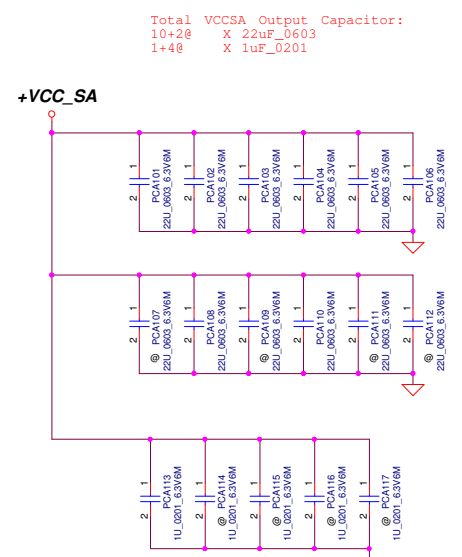 Total VCCSA Output Capacitor:
10+2@ X 22uF_0603
1+4@ X 1uF_0201
+VCC_SA
1
2
PCA101
22U_0603_6.3V6M
1
2
PCA102
22U_0603_6.3V6M
1
2
PCA103
22U_0603_6.3V6M
1
2
PCA104
22U_0603_6.3V6M
1
2
PCA105
22U_0603_6.3V6M
1
2
PCA106
22U_0603_6.3V6M
1
2
@ PCA107
22U_0603_6.3V6M
1
2
PCA108
22U_0603_6.3V6M
1
2
@ PCA109
22U_0603_6.3V6M
1
2
PCA110
22U_0603_6.3V6M
1
2
@ PCA111
22U_0603_6.3V6M
1
2
@ PCA112
22U_0603_6.3V6M
1
2
PCA113
1U_0201_6.3V6M
1
2
@ PCA114
1U_0201_6.3V6M
1
2
@ PCA115
1U_0201_6.3V6M
1
2
@ PCA116
1U_0201_6.3V6M
1
2
@ PCA117
1U_0201_6.3V6M